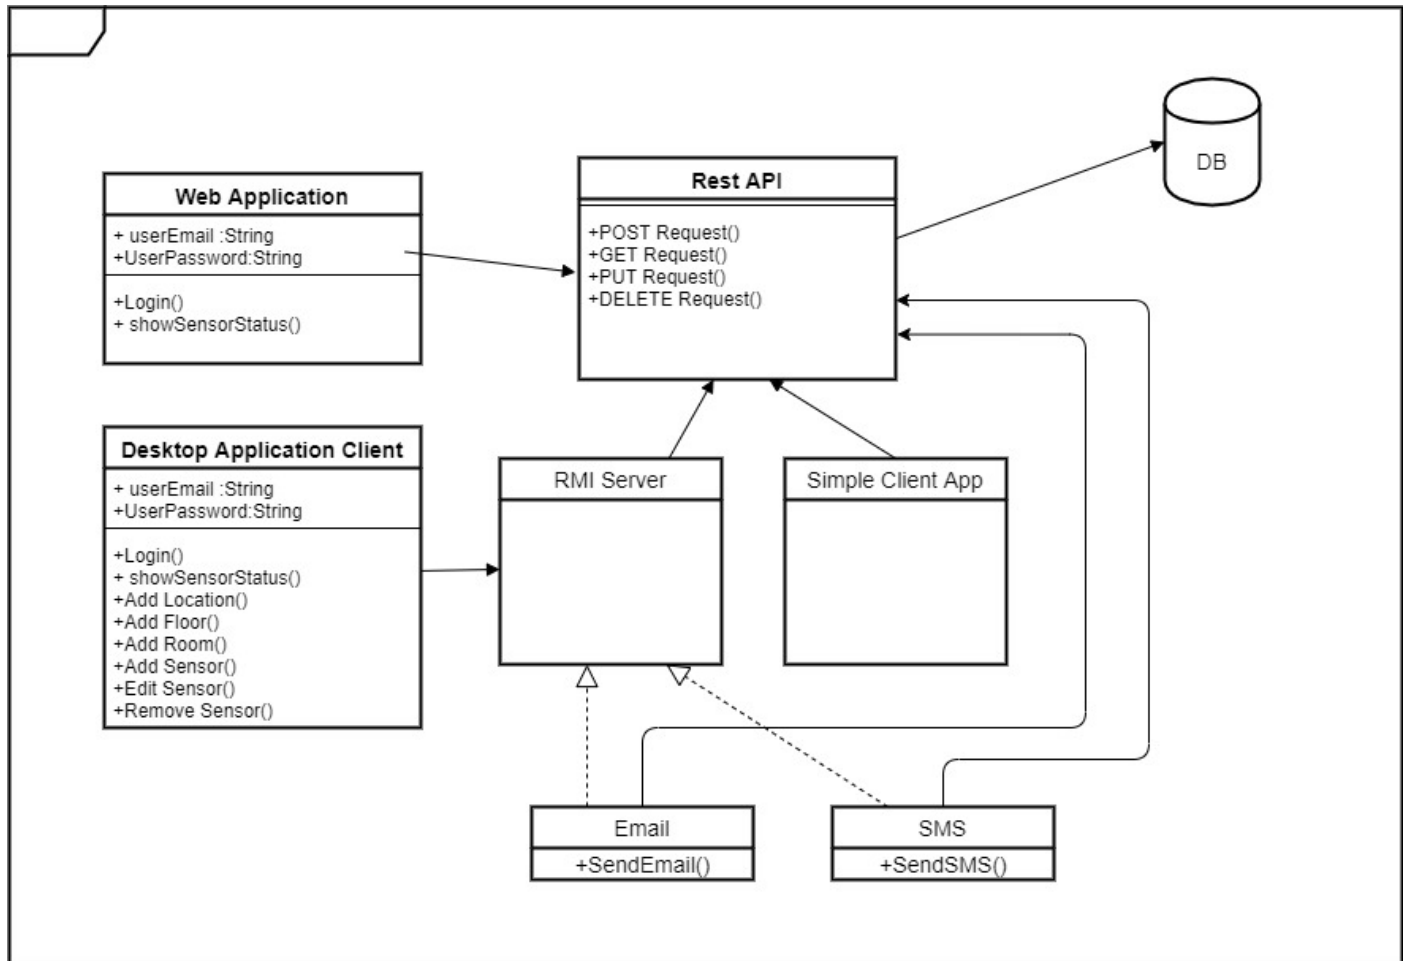 DB
Web Application
+ userEmail :String
+UserPassword:String
+Login()
+ showSensorStatus()
Rest API
+POST Request()
+GET Request()
+PUT Request()
+DELETE Request()
Desktop Application Client
+ userEmail :String
+UserPassword:String
+Login()
+ showSensorStatus()
+Add Location()
+Add Floor()
+Add Room()
+Add Sensor()
+Edit Sensor()
+Remove Sensor()
RMI Server
Simple Client App
Email
+SendEmail()
SMS
+SendSMS()